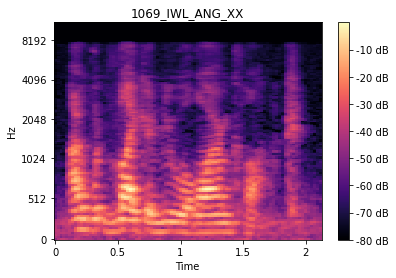 1069_IWL_ANG_XX
Hz
8192
4096
2048
1024
512
0
0
0.5
1
1.5
2
Time
-10 dB
-20 dB
-30 dB
-40 dB
-50 dB
-60 dB
-70 dB
-80 dB